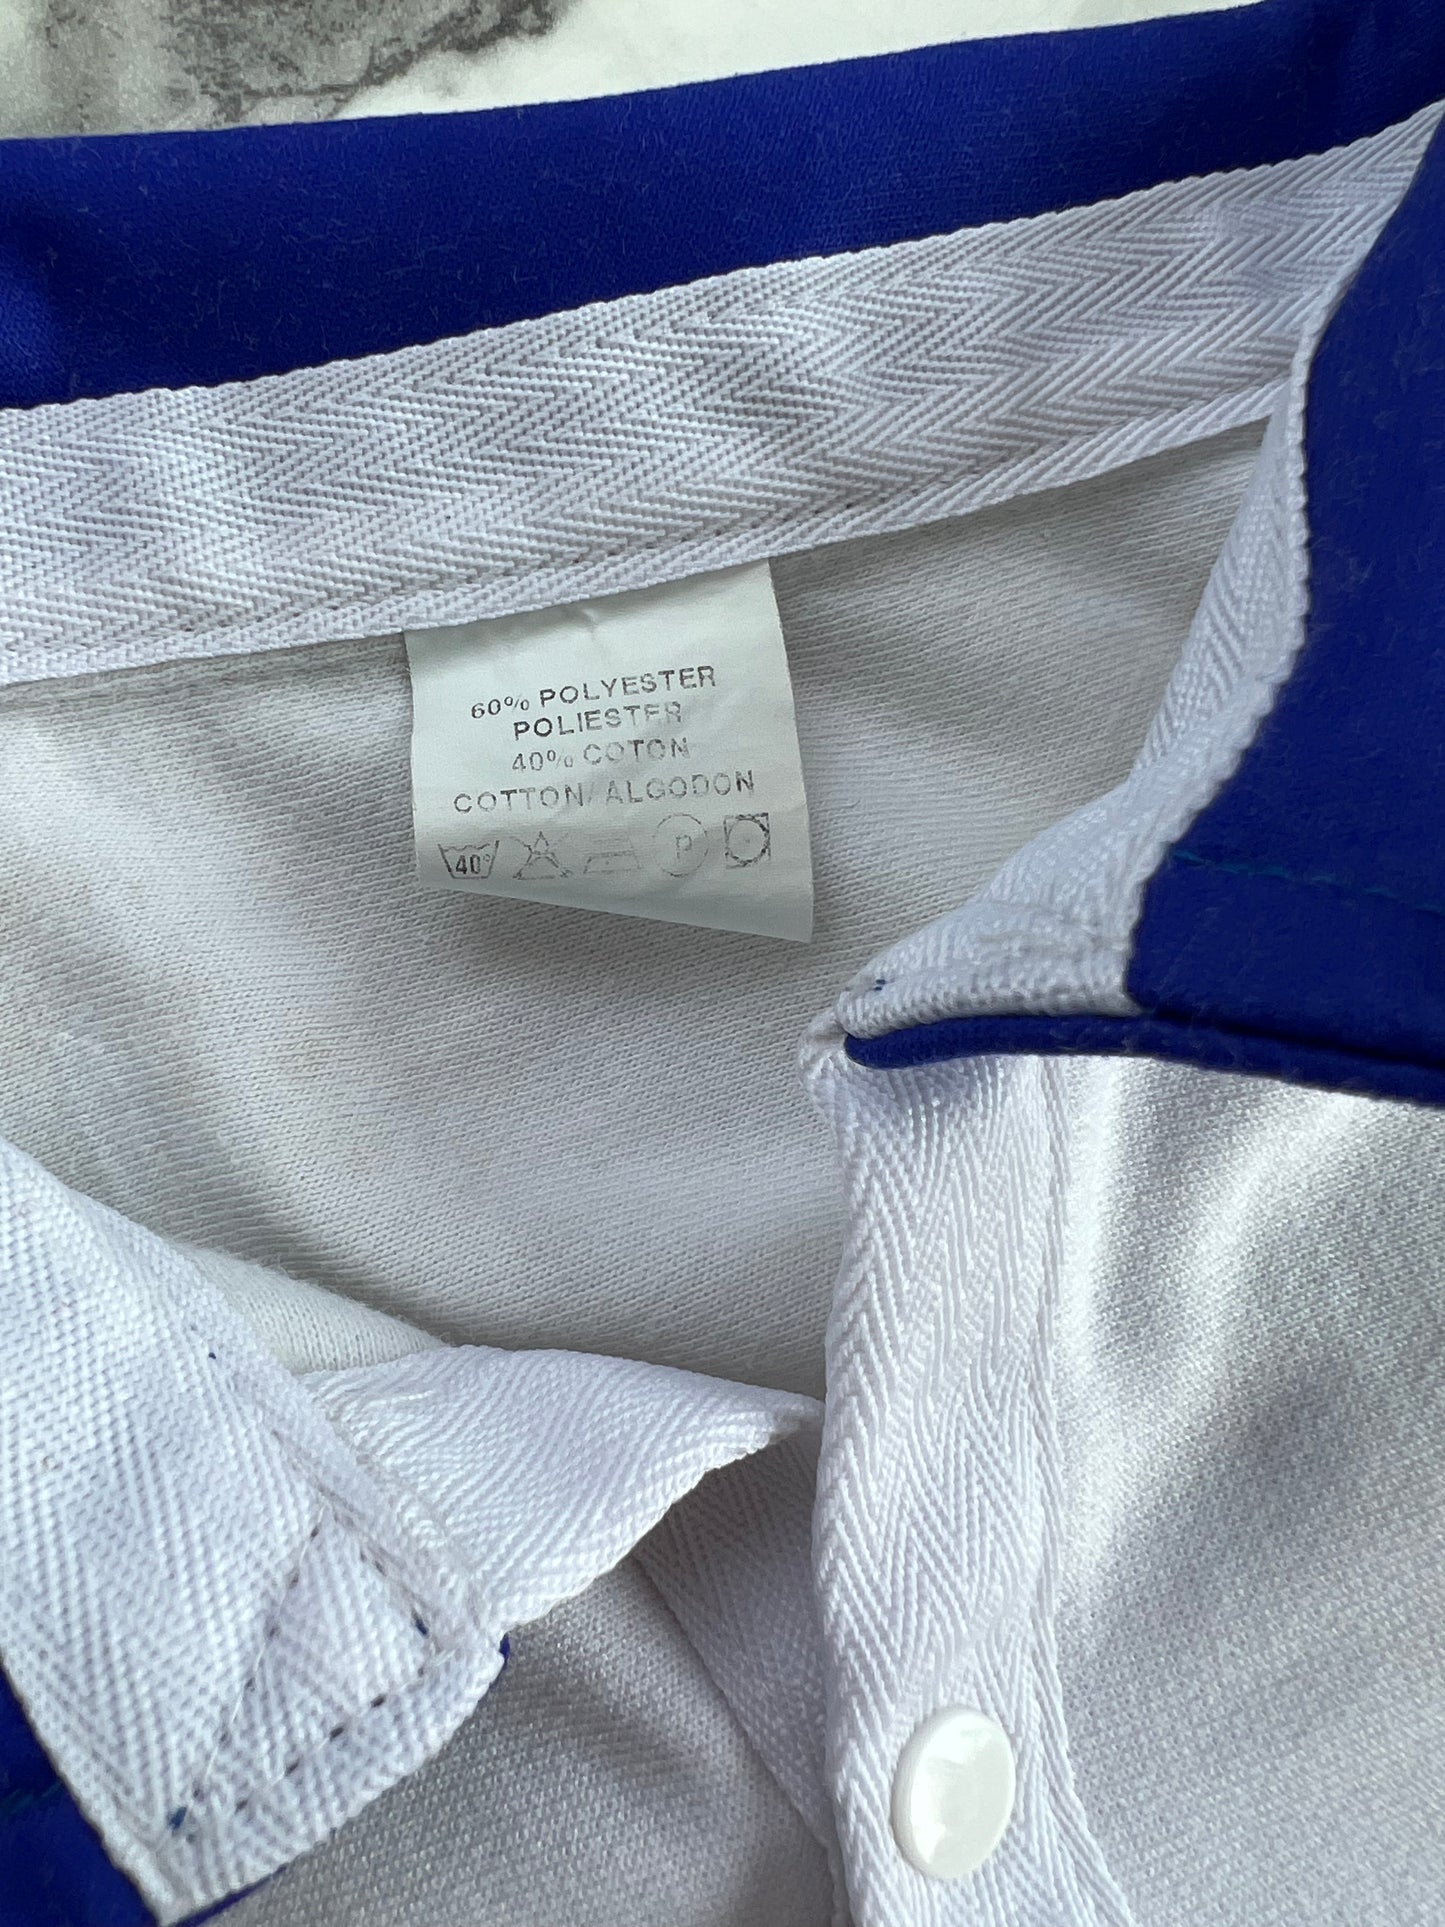 60% POLYESTER
POLIESTER
40% COTON
COTTON/ALGODON
40° P